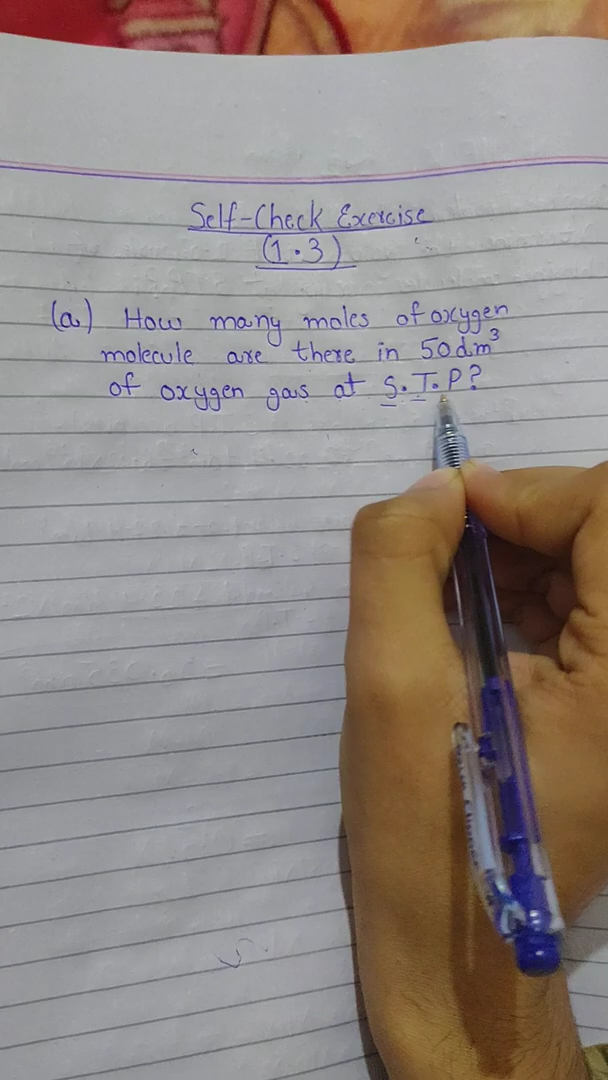 Self-Check Exercise
(1.3)
(a) How many moles of oxygen
molecule are there in 50dm³
of oxygen gas at S.T.P?